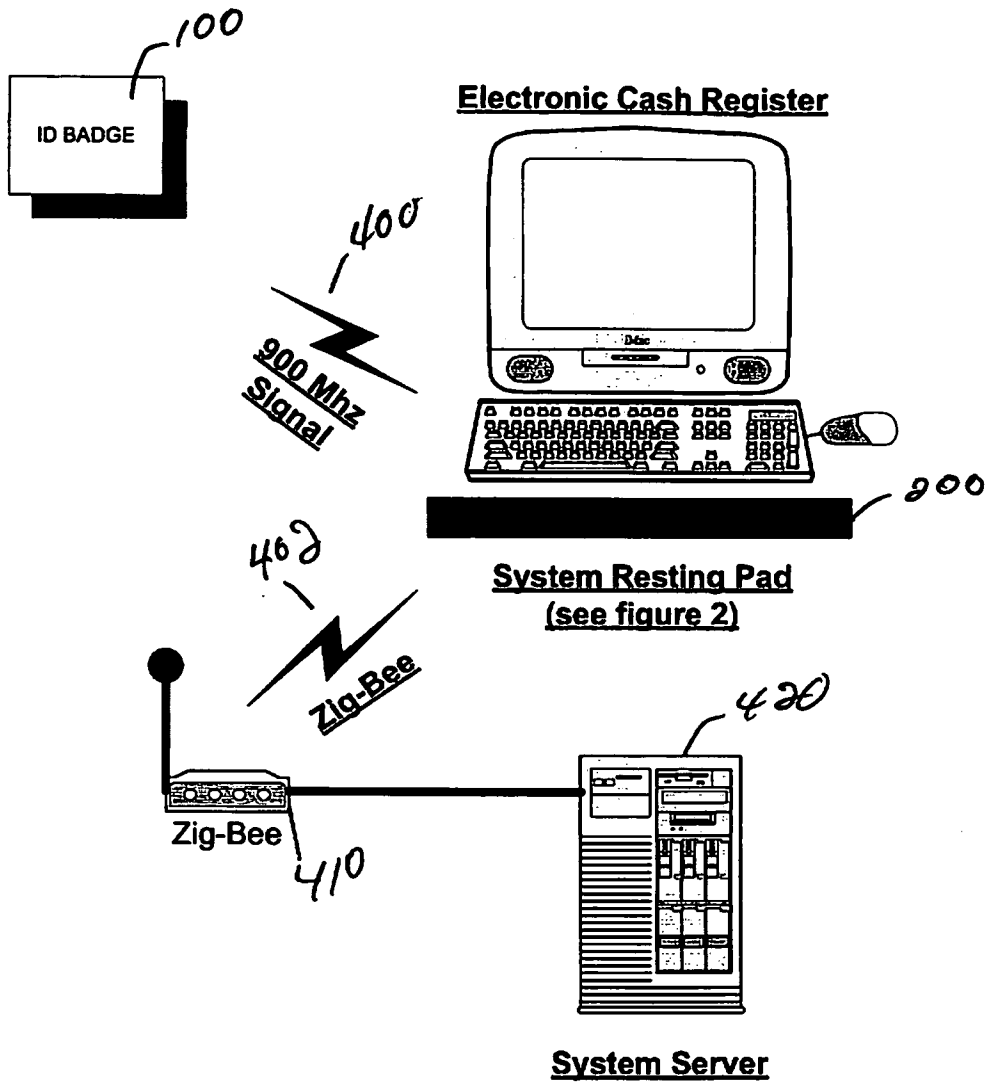 100
ID BADGE
Electronic Cash Register
400
900 Mhz
Signal
200
System Resting Pad
(see figure 2)
402
Zig-Bee
420
Zig-Bee
410
System Server